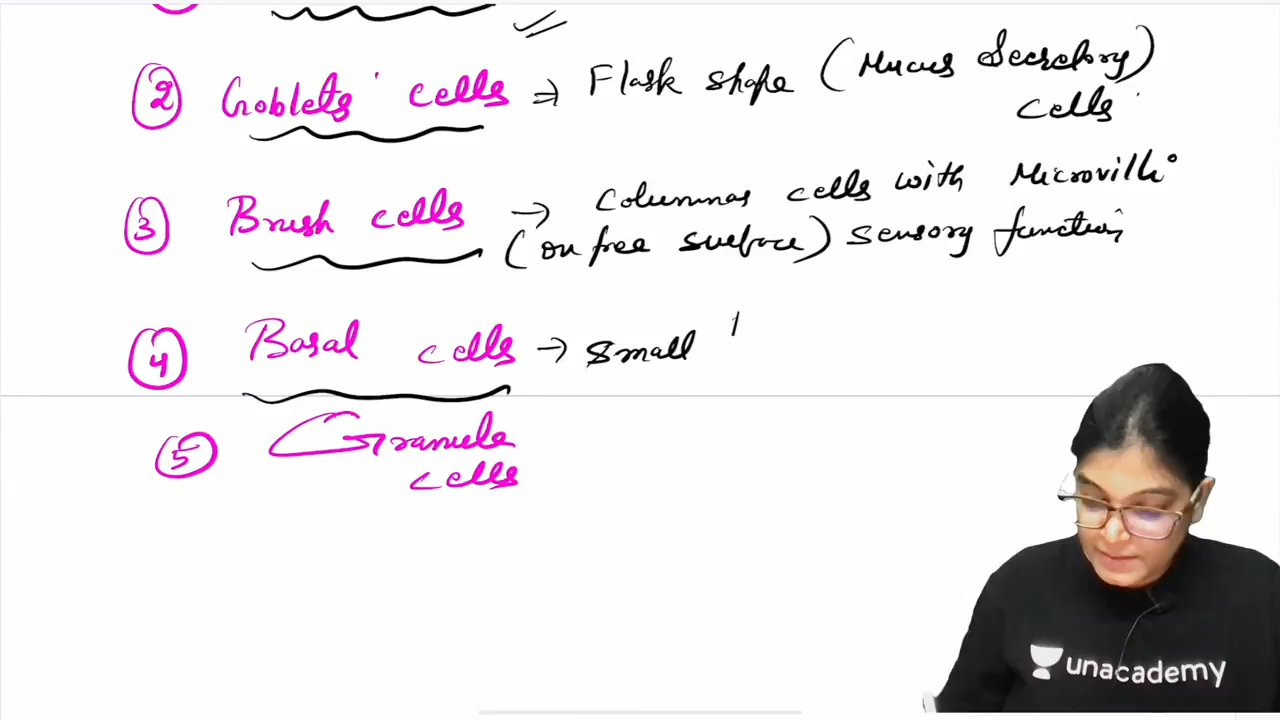 ② Goblets cells ⇒ Flask shape (Mucus Secretory)
cells
③ Brush cells → Columnar cells with Microvilli
(on free surface) sensory function
④ Basal cells → small
⑤ Granule
cells
unacademy